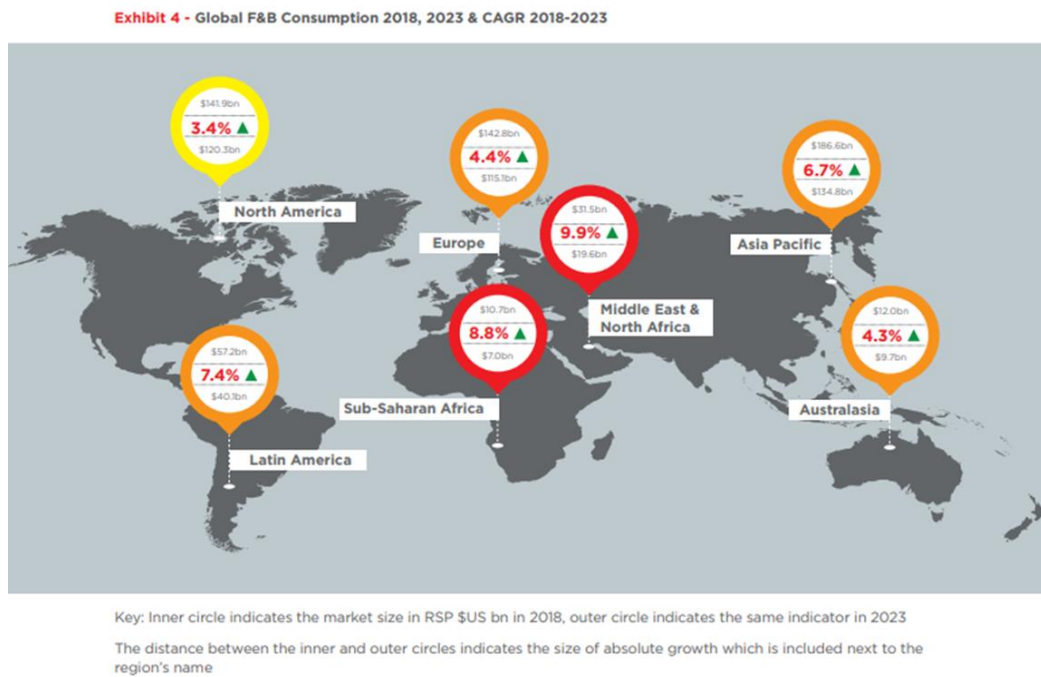 Exhibit 4 - Global F&B Consumption 2018, 2023 & CAGR 2018-2023
$141.9bn
3.4%
$120.3bn
North America
$142.8bn
4.4%
$115.1bn
Europe
$186.6bn
6.7%
$134.8bn
Asia Pacific
$31.5bn
9.9%
$19.6bn
Middle East &
North Africa
$10.7bn
8.8%
$7.0bn
Sub-Saharan Africa
$12.0bn
4.3%
$9.7bn
Australasia
$57.2bn
7.4%
$40.1bn
Latin America
Key: Inner circle indicates the market size in RSP $US bn in 2018, outer circle indicates the same indicator in 2023
The distance between the inner and outer circles indicates the size of absolute growth which is included next to the
region's name